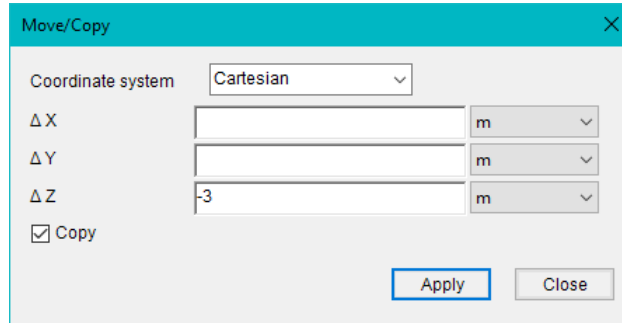 Move/Copy
Coordinate system Cartesian
Δ X m
Δ Y m
Δ Z -3 m
Copy
Apply Close